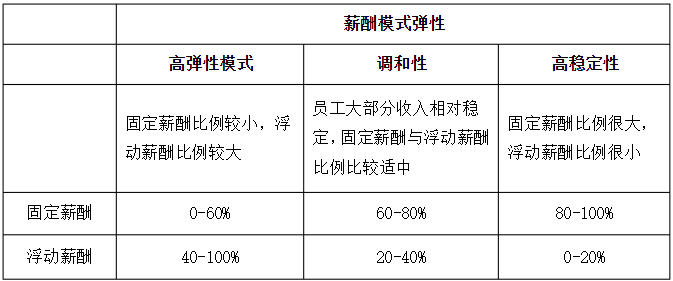 薪酬模式弹性
高弹性模式 调和性 高稳定性
固定薪酬比例较小，浮
动薪酬比例较大
员工大部分收入相对稳
定，固定薪酬与浮动薪酬
比例比较适中
固定薪酬比例很大，
浮动薪酬比例很小
固定薪酬 0-60% 60-80% 80-100%
浮动薪酬 40-100% 20-40% 0-20%